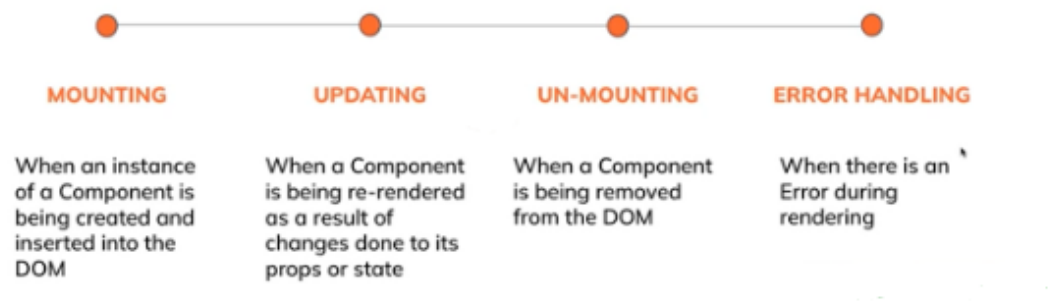 MOUNTING
UPDATING
UN-MOUNTING
ERROR HANDLING
When an instance
of a Component is
being created and
inserted into the
DOM
When a Component
is being re-rendered
as a result of
changes done to its
props or state
When a Component
is being removed
from the DOM
When there is an
Error during
rendering